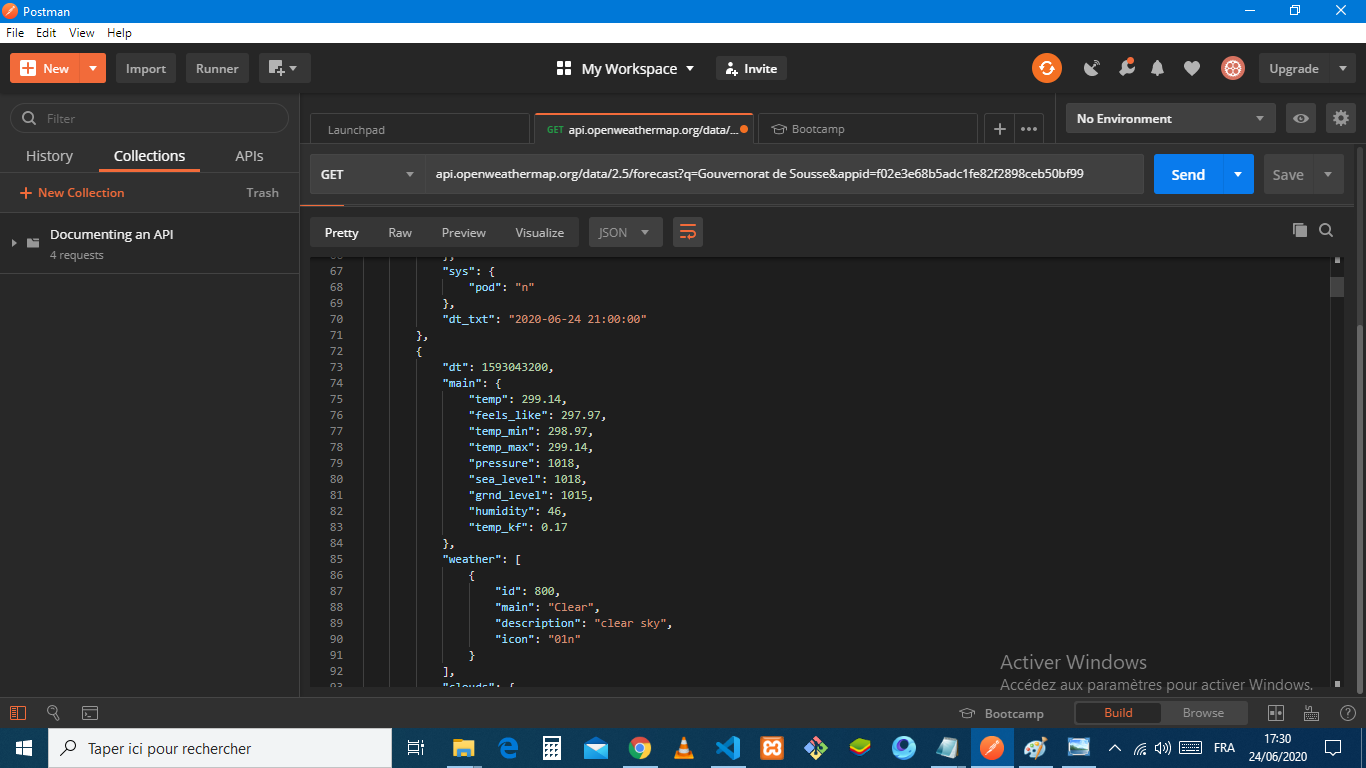 Postman
File Edit View Help
New Import Runner My Workspace Invite Upgrade
Filter
History Collections APIs
New Collection Trash
Documenting an API
4 requests
Launchpad GET api.openweathermap.org/data/... Bootcamp No Environment
GET api.openweathermap.org/data/2.5/forecast?q=Gouvernorat de Sousse&appid=f02e3e68b5adc1fe82f2898ceb50bf99 Send Save
Pretty Raw Preview Visualize JSON
66 },
67 "sys": {
68 "pod": "n"
69 },
70 "dt_txt": "2020-06-24 21:00:00"
71 },
72 {
73 "dt": 1593043200,
74 "main": {
75 "temp": 299.14,
76 "feels_like": 297.97,
77 "temp_min": 298.97,
78 "temp_max": 299.14,
79 "pressure": 1018,
80 "sea_level": 1018,
81 "grnd_level": 1015,
82 "humidity": 46,
83 "temp_kf": 0.17
84 },
85 "weather": [
86 {
87 "id": 800,
88 "main": "Clear",
89 "description": "clear sky",
90 "icon": "01n"
91 }
92 ],
93 "clouds": {
Activer Windows
Accédez aux paramètres pour activer Windows.
Bootcamp Build Browse
Taper ici pour rechercher
FRA
17:30
24/06/2020